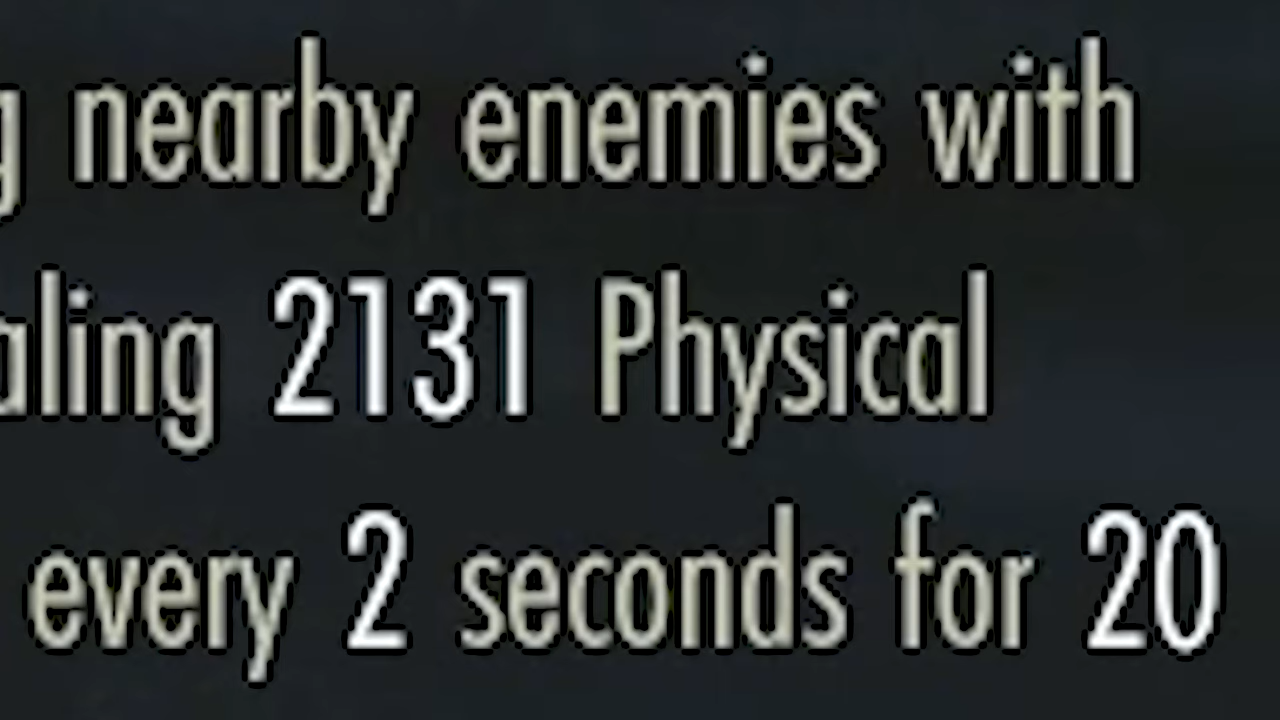 g nearby enemies with
aling 2131 Physical
every 2 seconds for 20